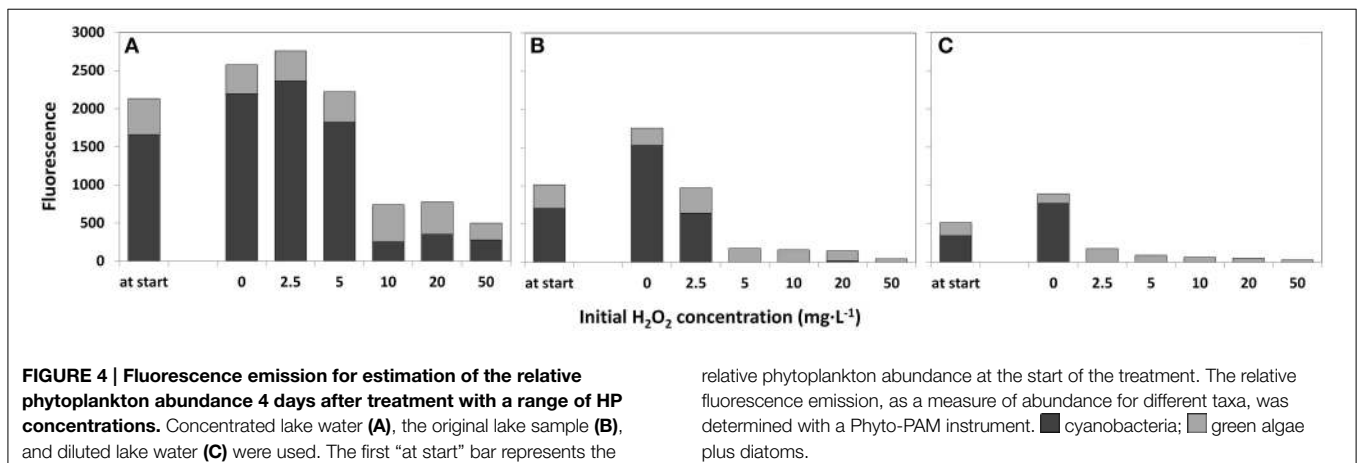 3000
2500
2000
1500
1000
500
0
Fluorescence
A
B
C
at start 0 2.5 5 10 20 50
at start 0 2.5 5 10 20 50
at start 0 2.5 5 10 20 50
Initial H₂O₂ concentration (mg·L⁻¹)
FIGURE 4 | Fluorescence emission for estimation of the relative
phytoplankton abundance 4 days after treatment with a range of HP
concentrations. Concentrated lake water (A), the original lake sample (B),
and diluted lake water (C) were used. The first “at start” bar represents the
relative phytoplankton abundance at the start of the treatment. The relative
fluorescence emission, as a measure of abundance for different taxa, was
determined with a Phyto-PAM instrument. cyanobacteria; green algae
plus diatoms.